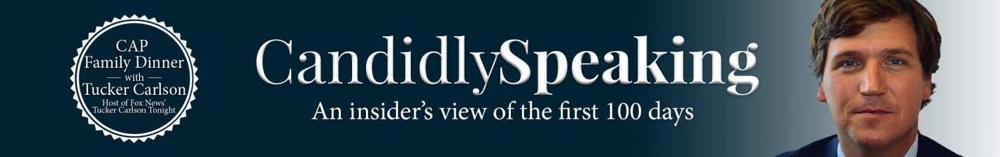 CAP
Family Dinner
with
Tucker Carlson
Host of Fox News'
Tucker Carlson Tonight
CandidlySpeaking
An insider's view of the first 100 days